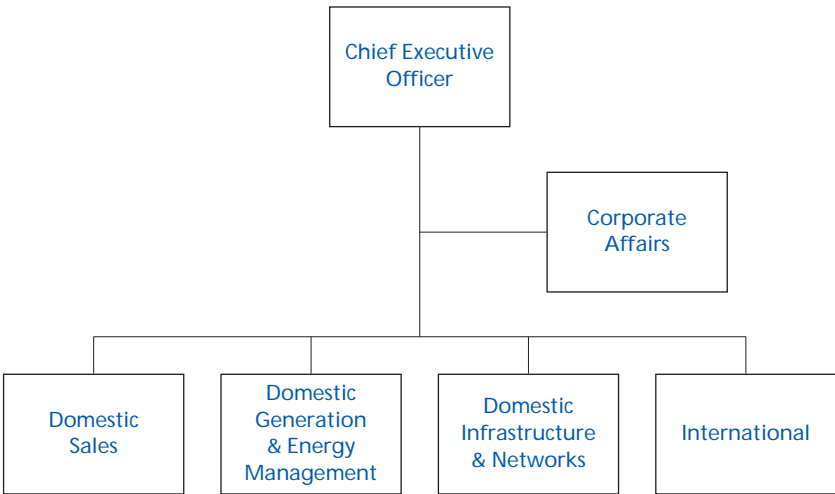 Chief Executive
Officer
Corporate
Affairs
Domestic
Sales
Domestic
Generation
& Energy
Management
Domestic
Infrastructure
& Networks
International